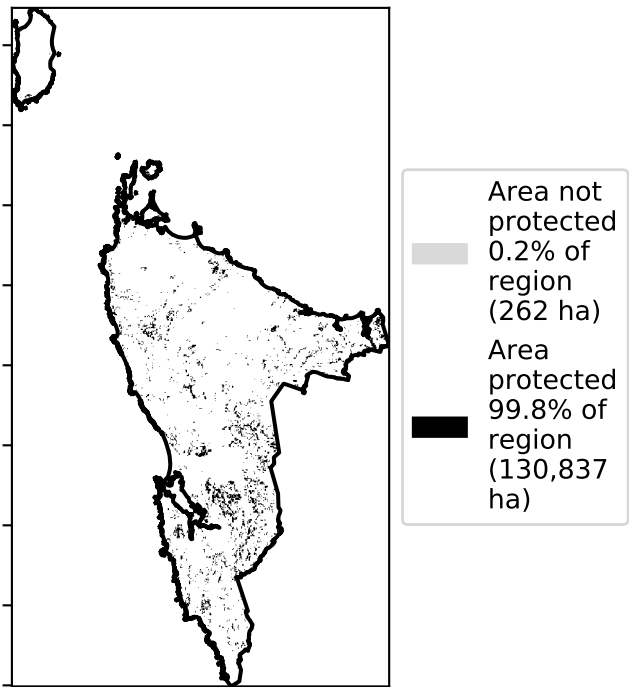 Area not
protected
0.2% of
region
(262 ha)
Area
protected
99.8% of
region
(130,837
ha)